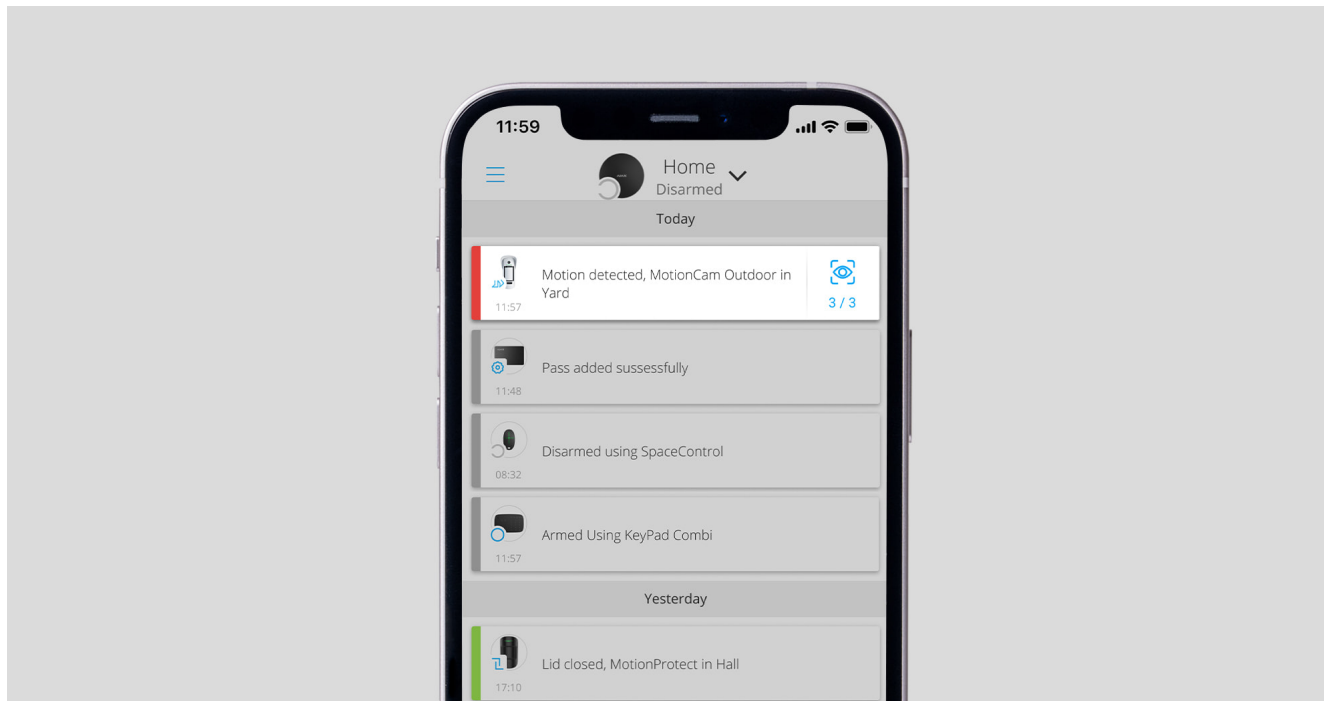 11:59
Home
Disarmed
Today
Motion detected, MotionCam Outdoor in
Yard
11:57
3 / 3
Pass added sussessfully
11:48
Disarmed using SpaceControl
08:32
Armed Using KeyPad Combi
11:57
Yesterday
Lid closed, MotionProtect in Hall
17:10